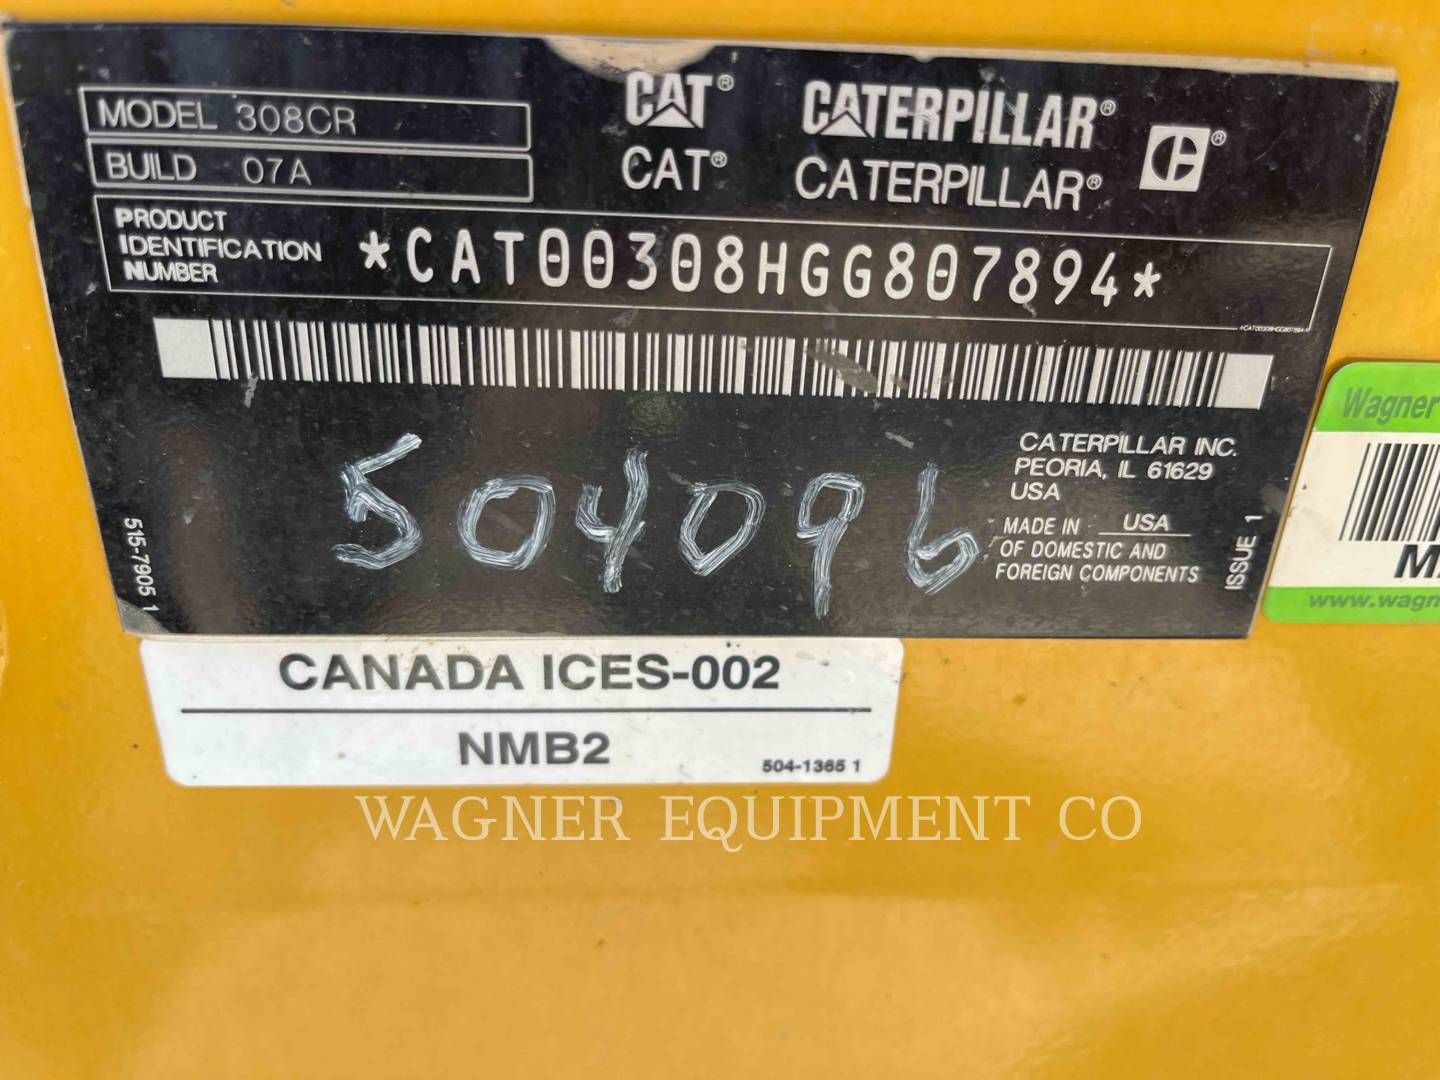 MODEL 308CR
BUILD 07A
CAT® CATERPILLAR® ®
CAT® CATERPILLAR®
PRODUCT
IDENTIFICATION
NUMBER
*CAT00308HGG807894*
*CAT00308HGG807894*
504096
CATERPILLAR INC.
PEORIA, IL 61629
USA
MADE IN USA
OF DOMESTIC AND
FOREIGN COMPONENTS
ISSUE 1
515-7905 1
Wagner
www.wagn
CANADA ICES-002
NMB2
504-1365 1
WAGNER EQUIPMENT CO